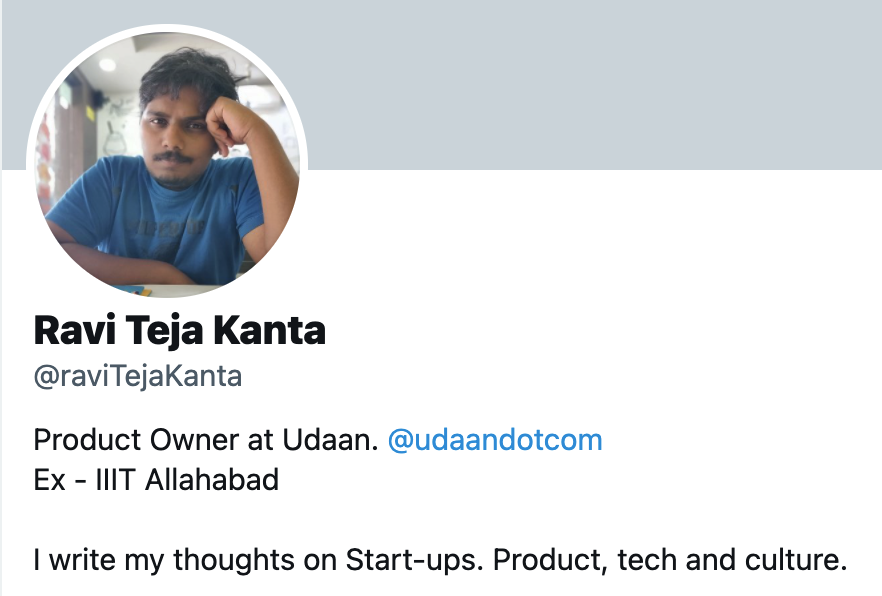 Ravi Teja Kanta
@raviTejaKanta
Product Owner at Udaan. @udaandotcom
Ex - IIIT Allahabad
I write my thoughts on Start-ups. Product, tech and culture.